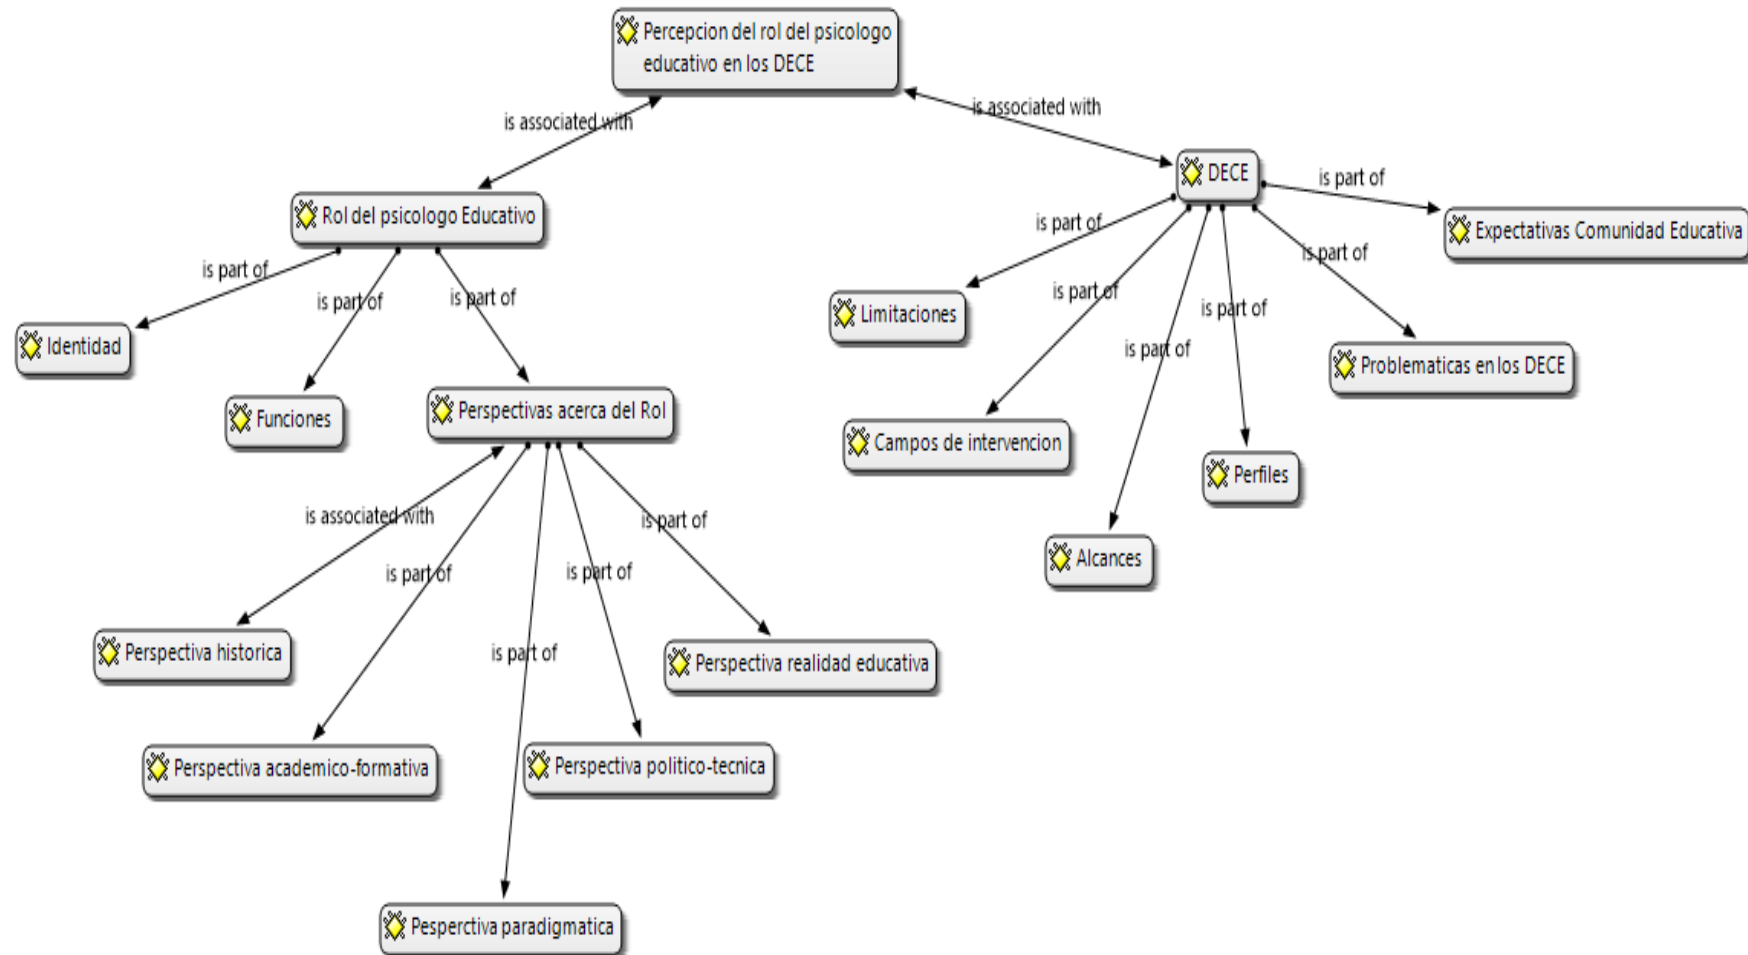 Percepcion del rol del psicologo
educativo en los DECE
is associated with
is associated with
DECE
is part of
Rol del psicologo Educativo
is part of
Expectativas Comunidad Educativa
is part of
is part of
is part of
is part of
is part of
is part of
Limitaciones
is part of
Identidad
is part of
Problematicas en los DECE
Funciones
Perspectivas acerca del Rol
Campos de intervencion
Perfiles
is associated with
is part of
Alcances
is part of
is part of
Perspectiva historica
is part of
Perspectiva realidad educativa
Perspectiva academico-formativa
Perspectiva politico-tecnica
Pesperctiva paradigmatica